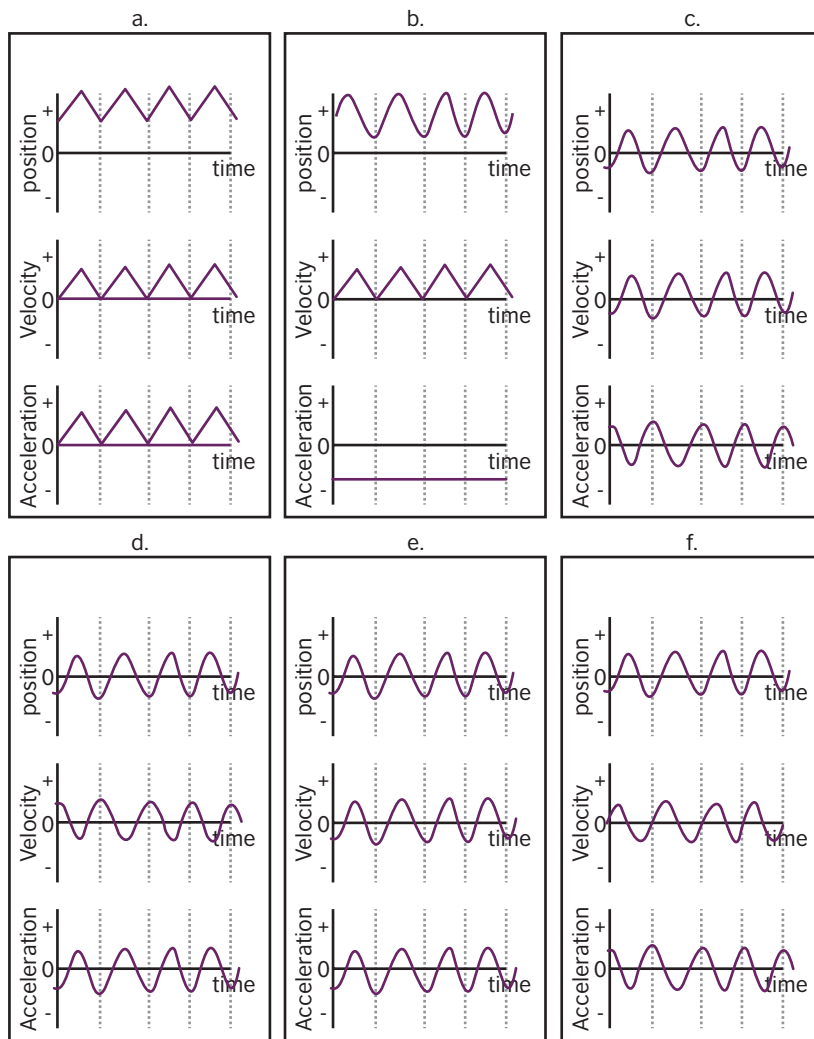 a.
position
+
0
-
time
Velocity
+
0
-
time
Acceleration
+
0
-
time
b.
position
+
0
-
time
Velocity
+
0
-
time
Acceleration
+
0
-
time
c.
position
+
0
-
time
Velocity
+
0
-
time
Acceleration
+
0
-
time
d.
position
+
0
-
time
Velocity
+
0
-
time
Acceleration
+
0
-
time
e.
position
+
0
-
time
Velocity
+
0
-
time
Acceleration
+
0
-
time
f.
position
+
0
-
time
Velocity
+
0
-
time
Acceleration
+
0
-
time